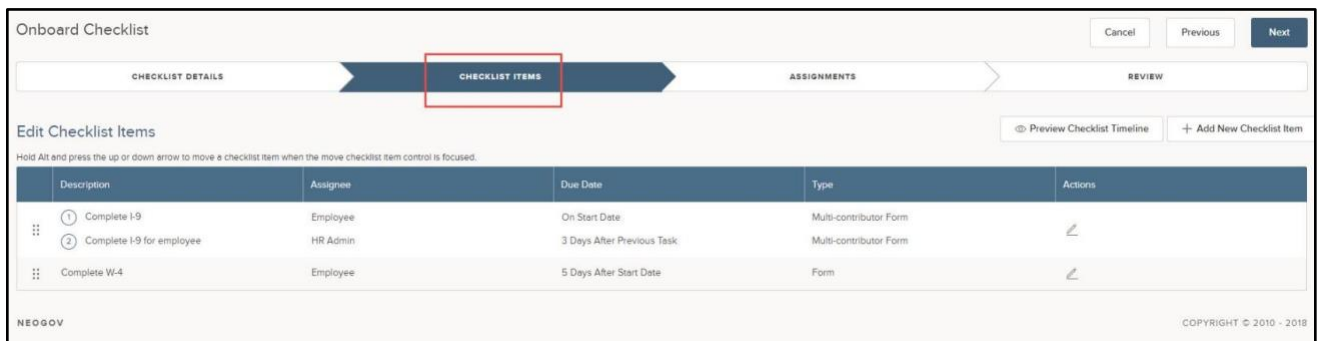 Onboard Checklist
Cancel
Previous
Next
CHECKLIST DETAILS
CHECKLIST ITEMS
ASSIGNMENTS
REVIEW
Edit Checklist Items
Preview Checklist Timeline
+ Add New Checklist Item
Hold Alt and press the up or down arrow to move a checklist item when the move checklist item control is focused.
Description Assignee Due Date Type Actions
1 Complete I-9 Employee On Start Date Multi-contributor Form
2 Complete I-9 for employee HR Admin 3 Days After Previous Task Multi-contributor Form
Complete W-4 Employee 5 Days After Start Date Form
NEOGOV
COPYRIGHT © 2010 - 2018